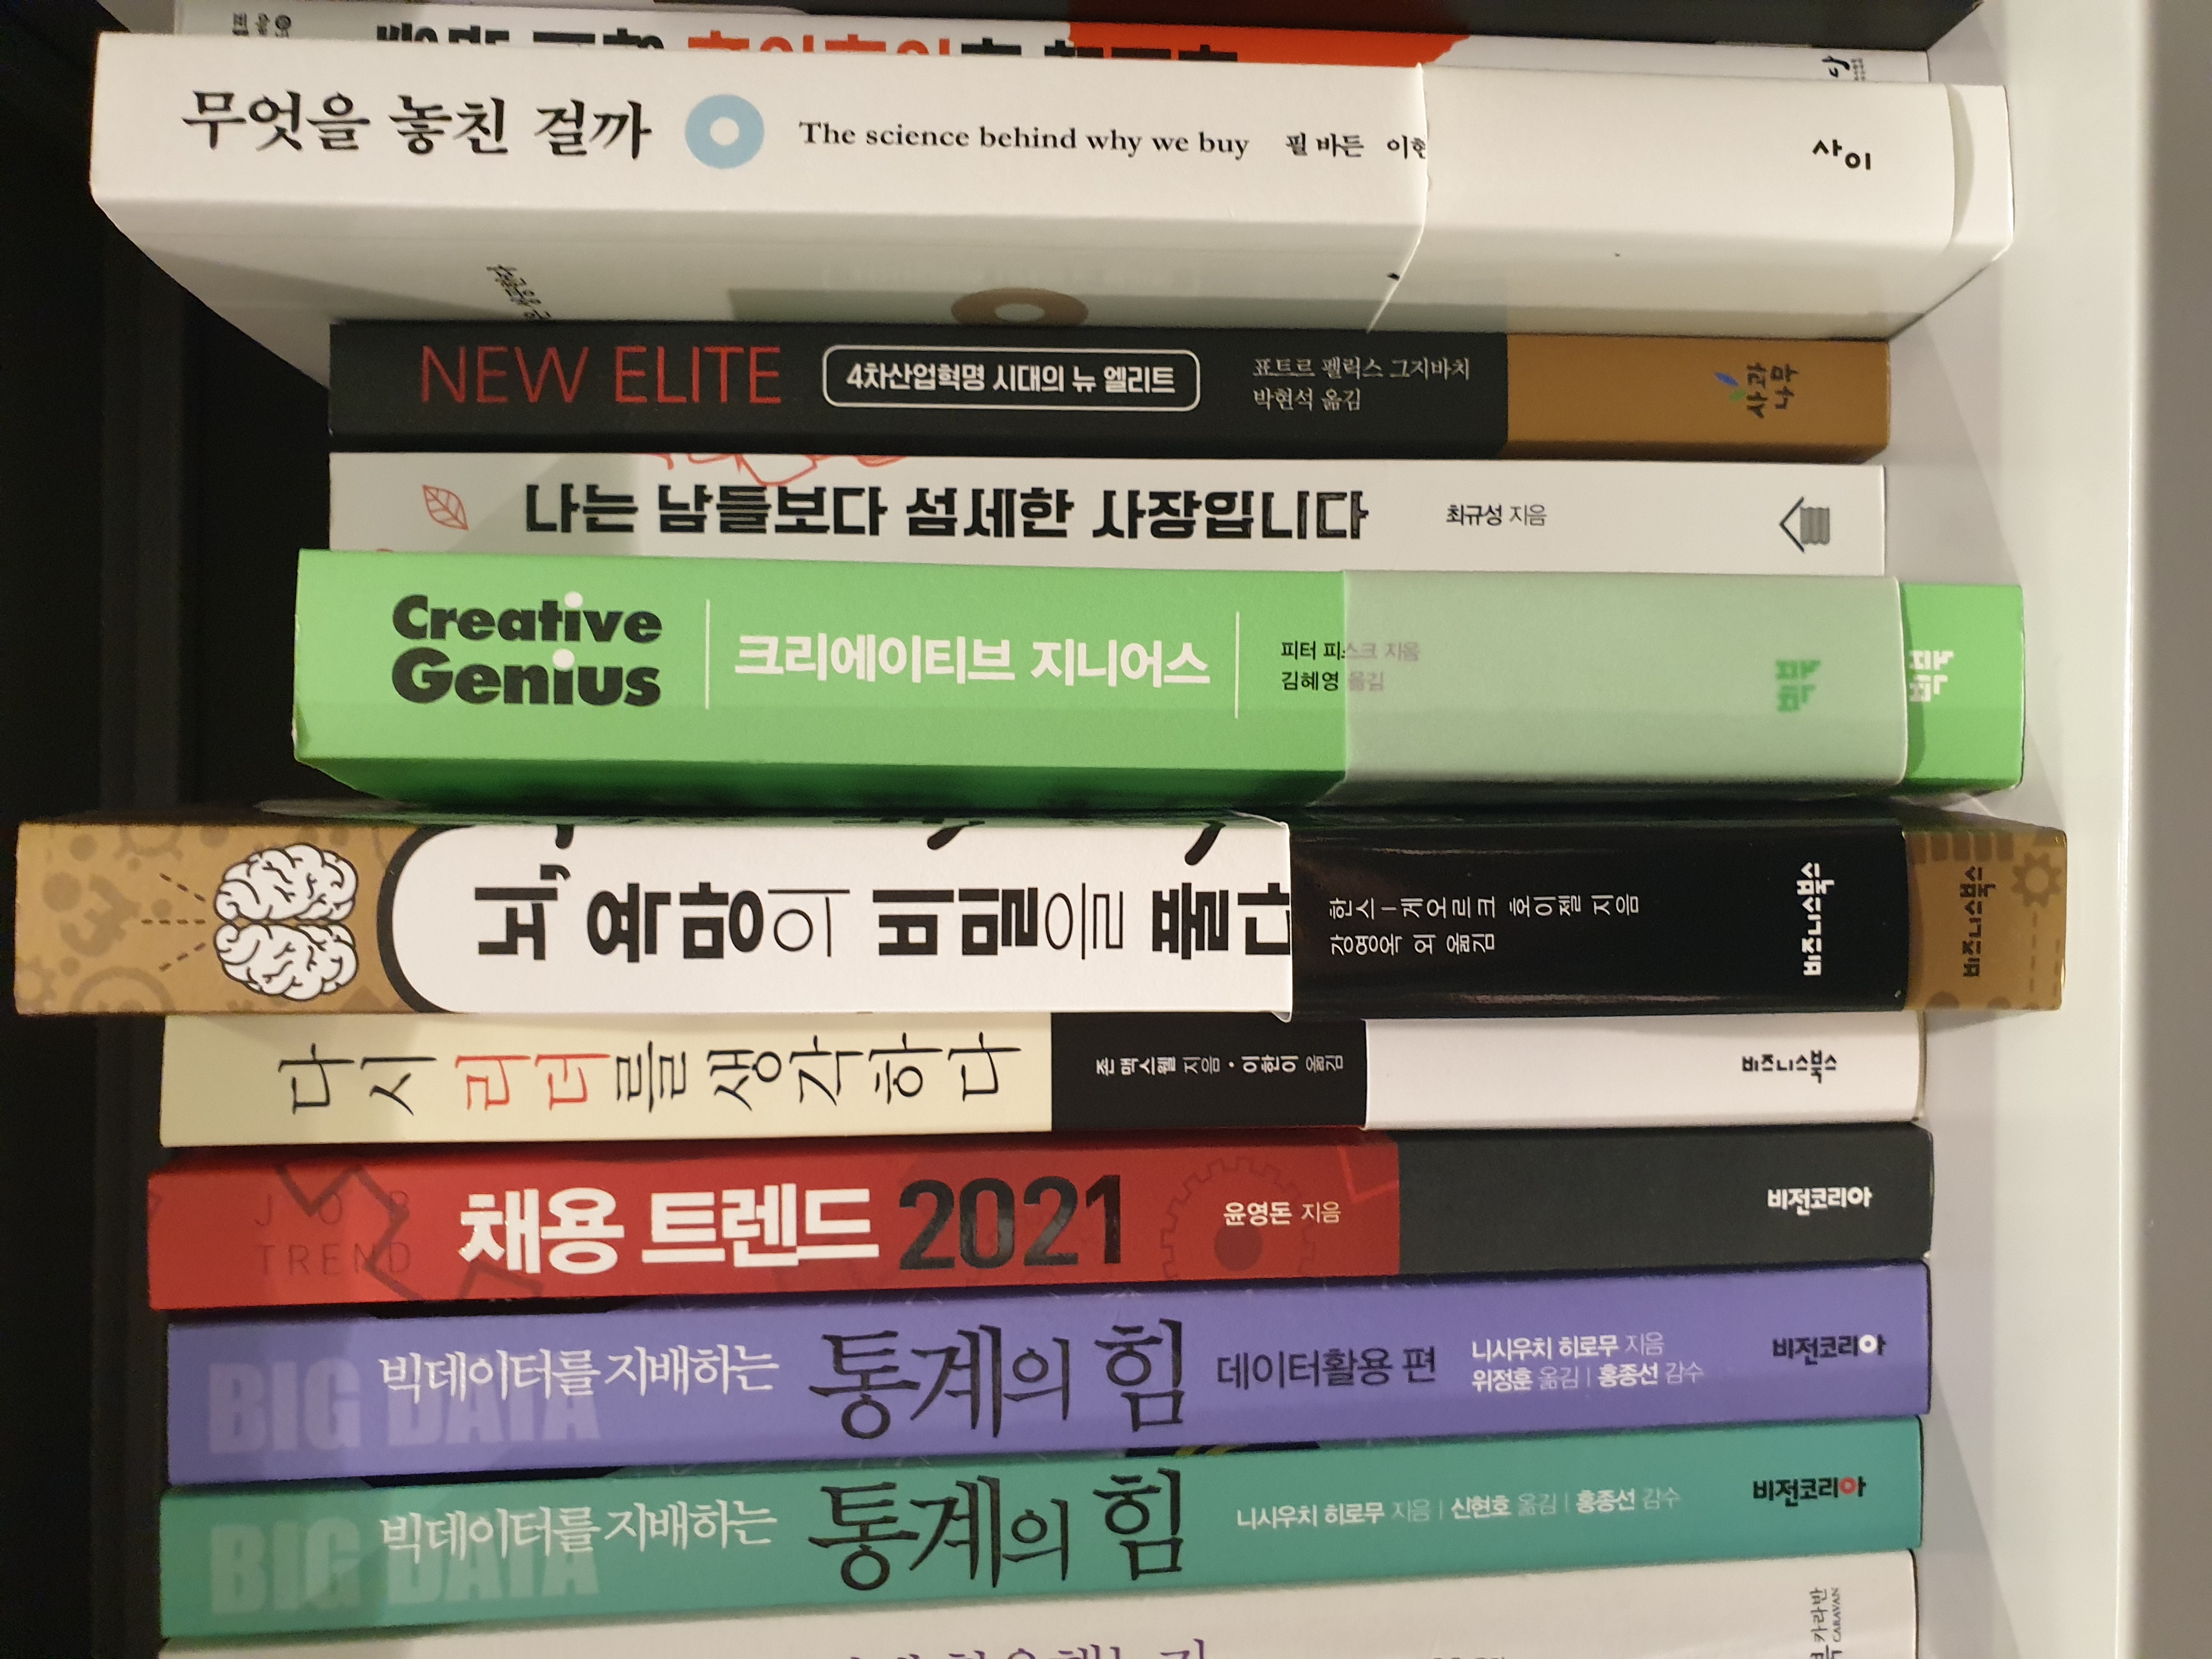 카라반
CARAVAN
BIG DATA
빅데이터를 지배하는
통계의 힘
니시우치 히로무 지음 | 신현호 옮김 | 홍종선 감수
비전코리아
BIG DATA
빅데이터를 지배하는
통계의 힘
데이터활용 편
니시우치 히로무 지음
위정훈 옮김 | 홍종선 감수
비전코리아
JOB
TREND
채용 트렌드 2021
윤영돈 지음
비전코리아
다시 리더를 생각하다
존 맥스웰 지음 · 이한이 옮김
비즈니스북스
뇌, 욕망의 비밀을 풀다
한스-게오르크 호이젤 지음
강영옥 외 옮김
비즈니스북스
비즈니스북스
Creative
Genius
크리에이티브 지니어스
피터 피스크 지음
김혜영 옮김
나는 남들보다 섬세한 사장입니다
최규성 지음
NEW ELITE
4차산업혁명 시대의 뉴 엘리트
표트르 펠릭스 그지바치
박현석 옮김
사과나
무엇을 놓친 걸까
The science behind why we buy
필 바든
사이